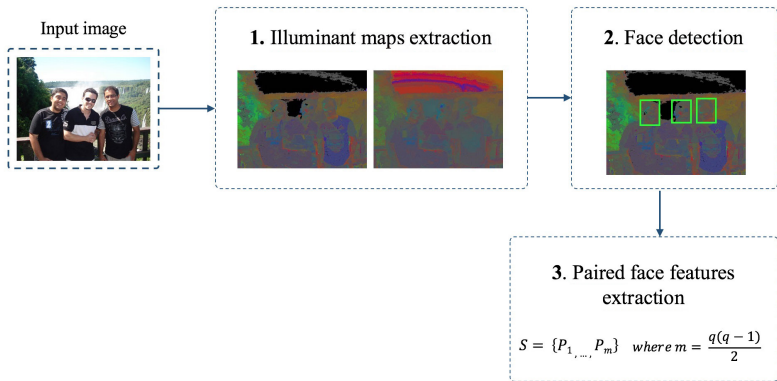 Input image
1. Illuminant maps extraction
2. Face detection
3. Paired face features
extraction
S = {P₁,…, Pₘ} where m = q(q − 1)/2